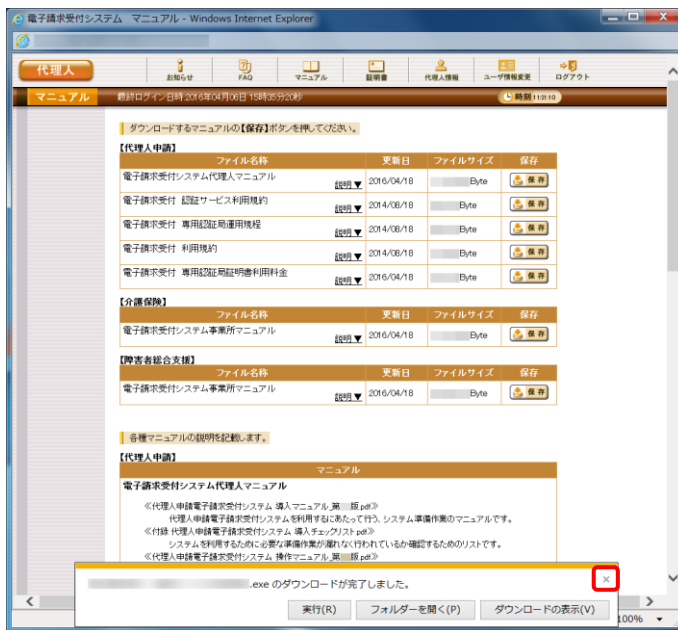 電子請求受付システム マニュアル - Windows Internet Explorer
代理人
お知らせ FAQ マニュアル 証明書 代理人情報 ユーザ情報変更 ログアウト
マニュアル 最終ログイン日時:2016年04月06日 15時35分20秒 時刻
ダウンロードするマニュアルの【保存】ボタンを押してください。
【代理人申請】
ファイル名称 更新日 ファイルサイズ 保存
電子請求受付システム代理人マニュアル 説明▼ 2016/04/18 Byte 保存
電子請求受付 認証サービス利用規約 説明▼ 2014/08/18 Byte 保存
電子請求受付 専用認証局運用規程 説明▼ 2014/08/18 Byte 保存
電子請求受付 利用規約 説明▼ 2014/08/18 Byte 保存
電子請求受付 専用認証局証明書利用料金 説明▼ 2016/04/18 Byte 保存
【介護保険】
ファイル名称 更新日 ファイルサイズ 保存
電子請求受付システム事業所マニュアル 説明▼ 2016/04/18 Byte 保存
【障害者総合支援】
ファイル名称 更新日 ファイルサイズ 保存
電子請求受付システム事業所マニュアル 説明▼ 2016/04/18 Byte 保存
各種マニュアルの説明を記載します。
【代理人申請】
マニュアル
電子請求受付システム代理人マニュアル
≪代理人申請電子請求受付システム 導入マニュアル_第 版.pdf≫
代理人申請電子請求受付システムを利用するにあたって行う、システム準備作業のマニュアルです。
≪付録 代理人申請電子請求受付システム 導入チェックリスト.pdf≫
システムを利用するために必要な準備作業が漏れなく行われているか確認するためのリストです。
≪代理人申請電子請求受付システム 操作マニュアル_第 版.pdf≫
.exe のダウンロードが完了しました。 ×
実行(R) フォルダーを開く(P) ダウンロードの表示(V)
100%